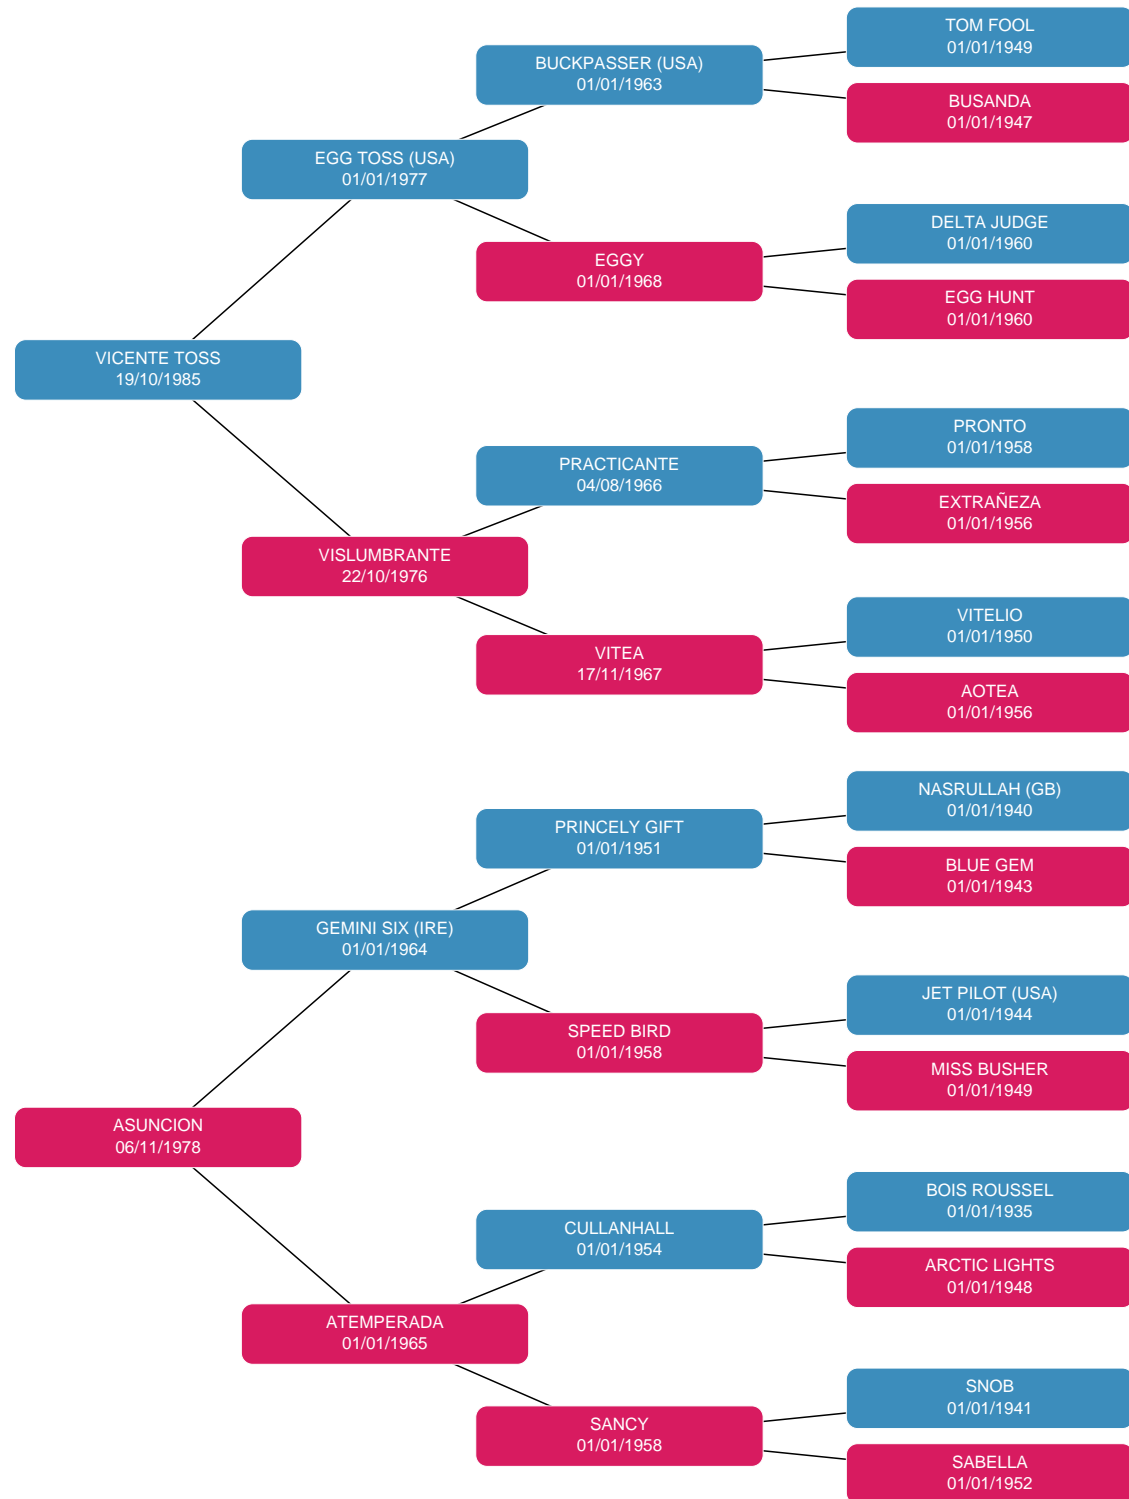 TOM FOOL
01/01/1949
BUCKPASSER (USA)
01/01/1963
BUSANDA
01/01/1947
EGG TOSS (USA)
01/01/1977
DELTA JUDGE
01/01/1960
EGGY
01/01/1968
EGG HUNT
01/01/1960
VICENTE TOSS
19/10/1985
PRONTO
01/01/1958
PRACTICANTE
04/08/1966
EXTRAÑEZA
01/01/1956
VISLUMBRANTE
22/10/1976
VITELIO
01/01/1950
VITEA
17/11/1967
AOTEA
01/01/1956
NASRULLAH (GB)
01/01/1940
PRINCELY GIFT
01/01/1951
BLUE GEM
01/01/1943
GEMINI SIX (IRE)
01/01/1964
JET PILOT (USA)
01/01/1944
SPEED BIRD
01/01/1958
MISS BUSHER
01/01/1949
ASUNCION
06/11/1978
BOIS ROUSSEL
01/01/1935
CULLANHALL
01/01/1954
ARCTIC LIGHTS
01/01/1948
ATEMPERADA
01/01/1965
SNOB
01/01/1941
SANCY
01/01/1958
SABELLA
01/01/1952